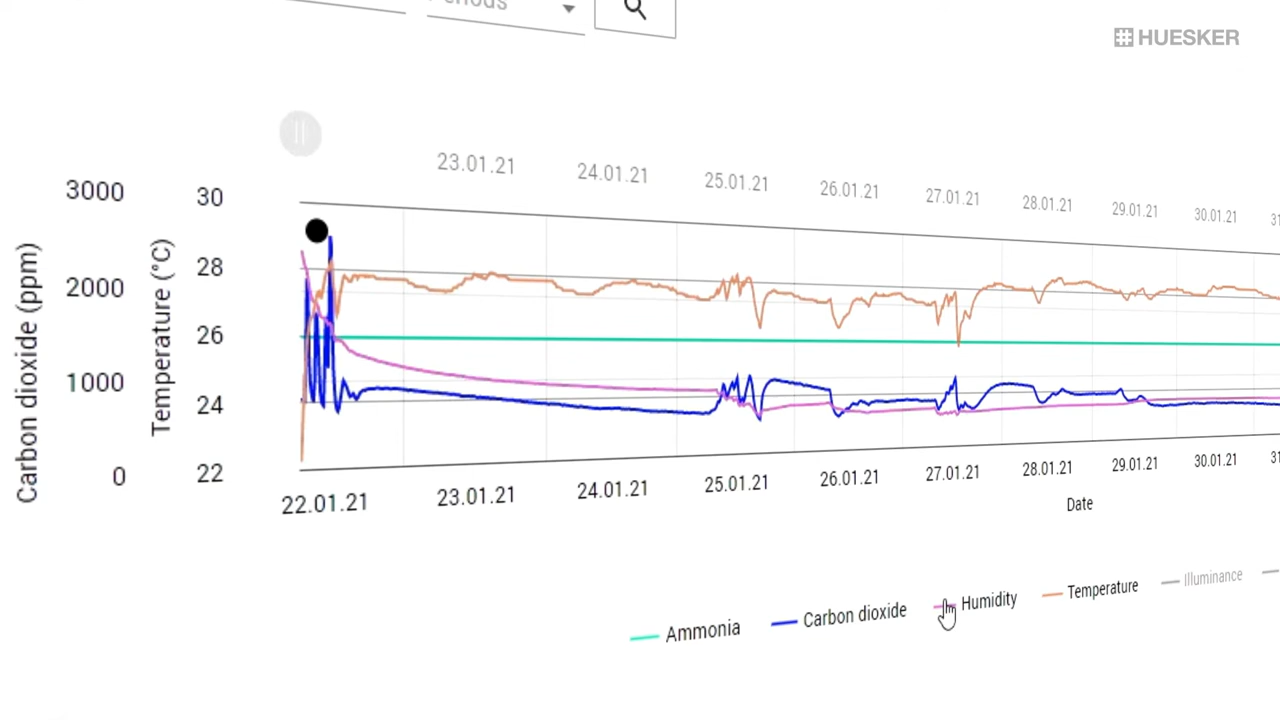 HUESKER
23.01.21 24.01.21 25.01.21 26.01.21 27.01.21 28.01.21 29.01.21 30.01.21
3000 30
28
2000
26
1000
24
0 22
Carbon dioxide (ppm)
Temperature (°C)
22.01.21 23.01.21 24.01.21 25.01.21 26.01.21 27.01.21 28.01.21 29.01.21 30.01.21
Date
Ammonia Carbon dioxide Humidity Temperature Illuminance